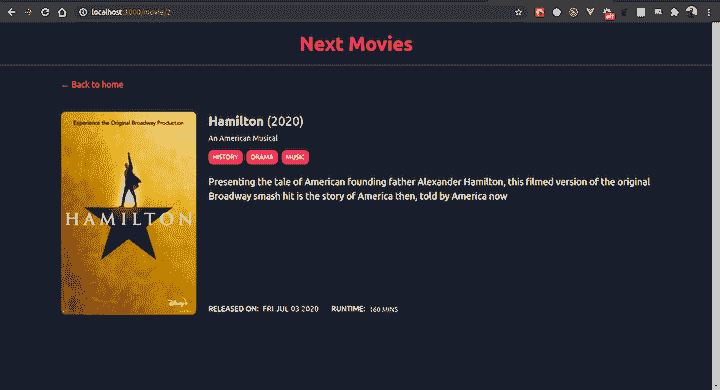 localhost:3000/movie/2
Next Movies
← Back to home
Experience the Original Broadway Production
HAMILTON
Disney+
Hamilton (2020)
An American Musical
HISTORY DRAMA MUSIC
Presenting the tale of American founding father Alexander Hamilton, this filmed version of the original
Broadway smash hit is the story of America then, told by America now
RELEASED ON: FRI JUL 03 2020 RUNTIME: 160 MINS